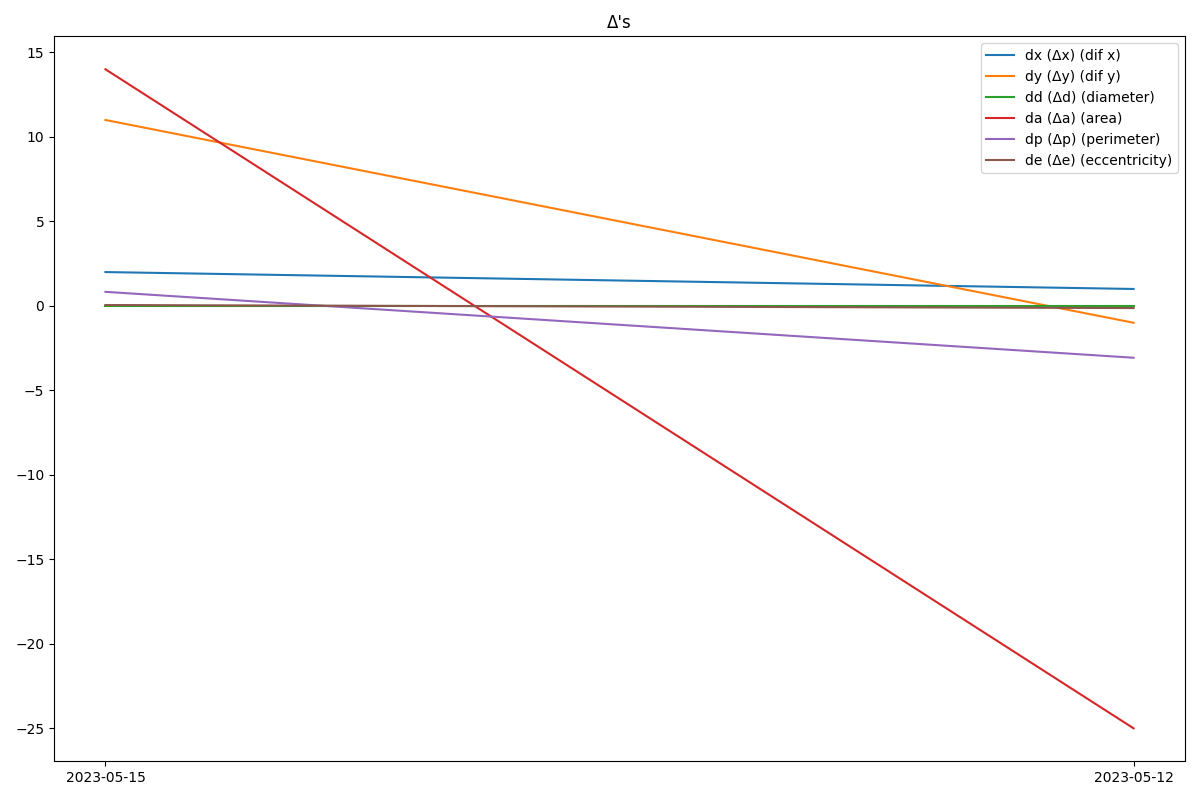 Δ's
dx (Δx) (dif x)
dy (Δy) (dif y)
dd (Δd) (diameter)
da (Δa) (area)
dp (Δp) (perimeter)
de (Δe) (eccentricity)
15
10
5
0
−5
−10
−15
−20
−25
2023-05-15
2023-05-12